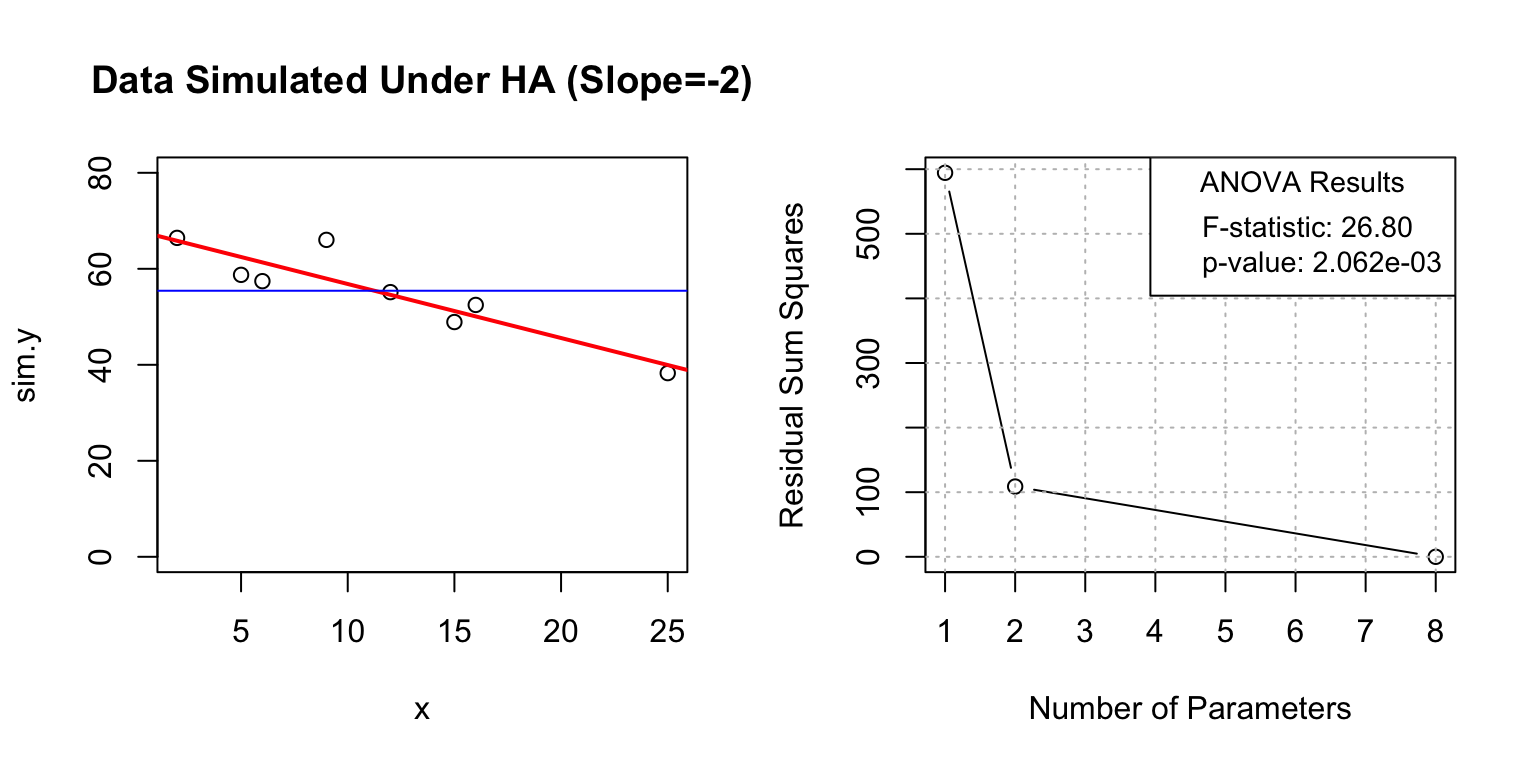 Data Simulated Under HA (Slope=-2)
sim.y
80
60
40
20
0
5 10 15 20 25
x
Residual Sum Squares
500
300
100
0
1 2 3 4 5 6 7 8
Number of Parameters
ANOVA Results
F-statistic: 26.80
p-value: 2.062e-03